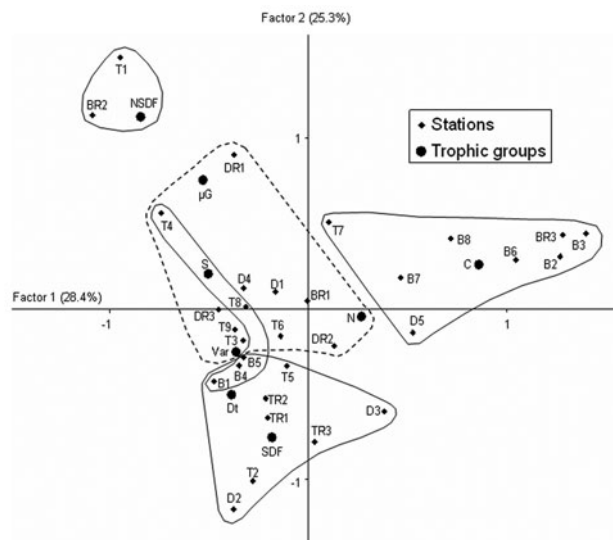 Factor 2 (25.3%)
T1
BR2 NSDF
1
Stations
Trophic groups
DR1
µG
T4
T7
B8
BR3 B3
C B6 B2
S
B7
D4 D1
Factor 1 (28.4%)
T8 BR1
DR3
N
D5
-1
1
T9
T6
T3
DR2
Var
B5
B4
T5
B1
Dt
TR2
D3
TR1
SDF
TR3
T2
-1
D2